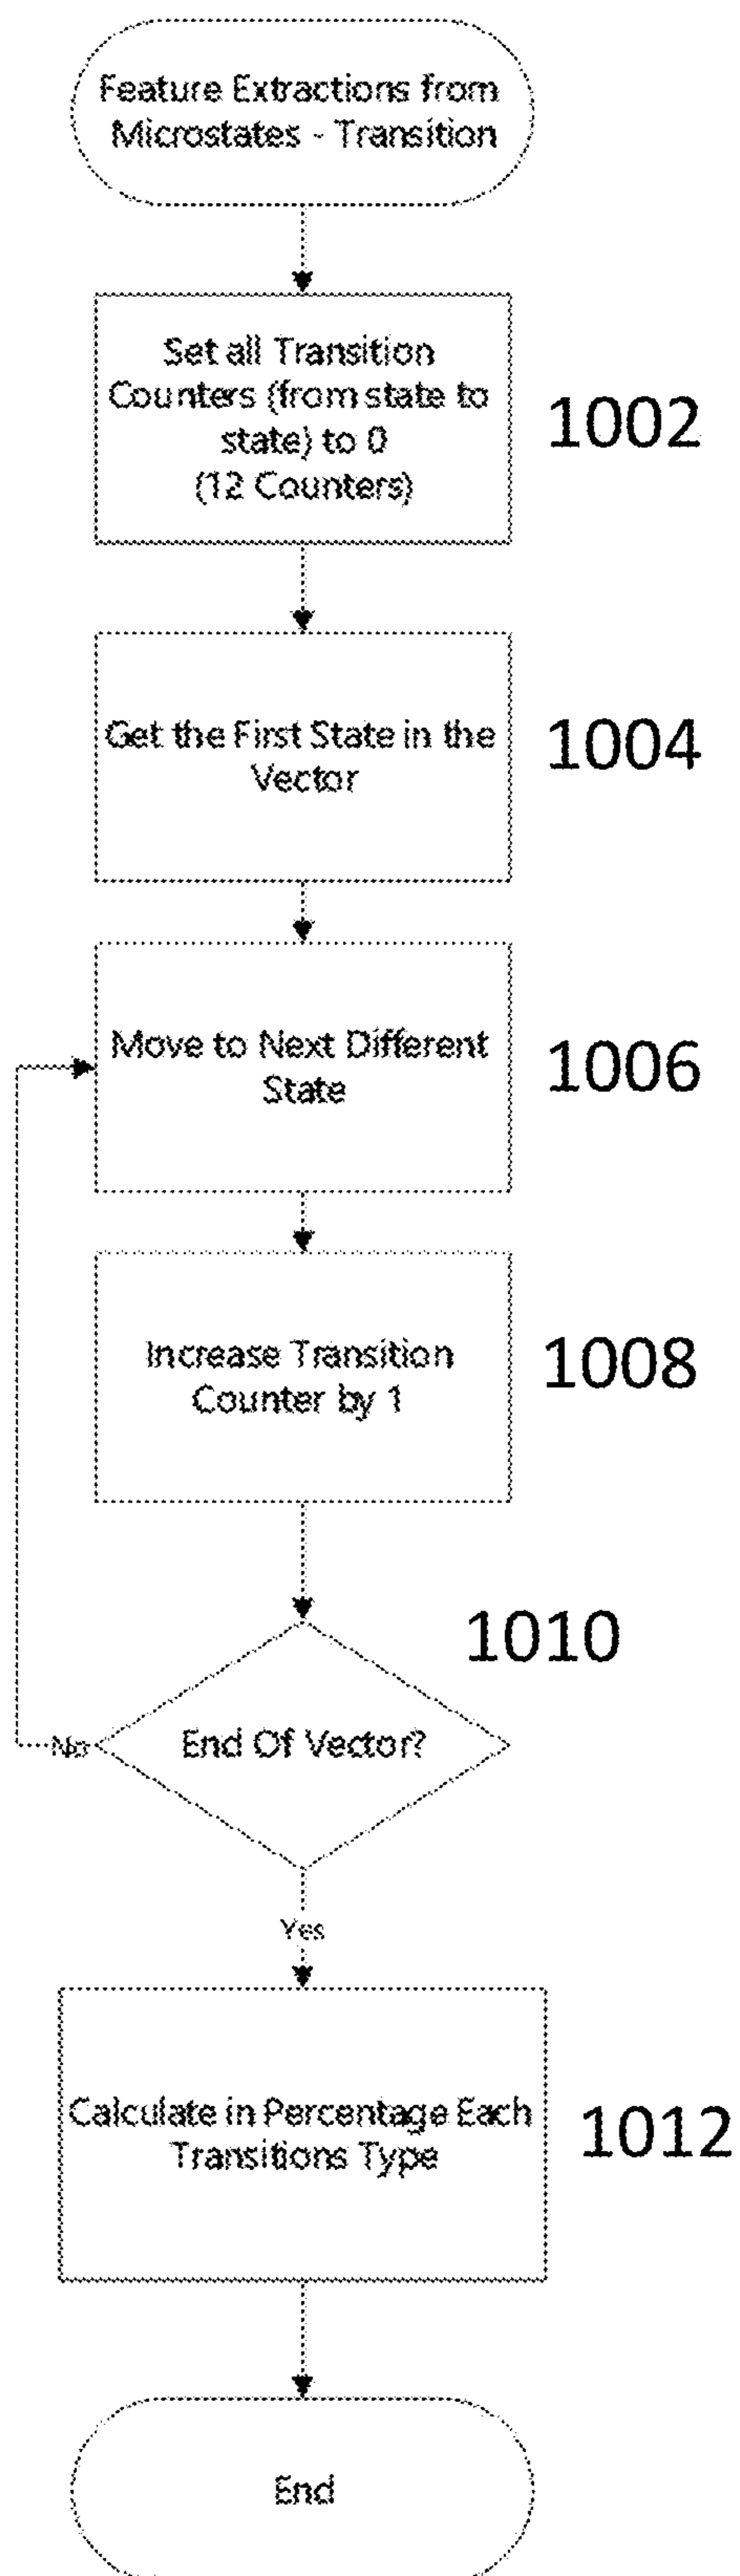 Feature Extractions from
Microstates - Transition
Set all Transition
Counters (from state to
state) to 0
(12 Counters)
1002
Get the First State in the
Vector
1004
Move to Next Different
State
1006
Increase Transition
Counter by 1
1008
1010
End Of Vector?
No
Yes
Calculate in Percentage Each
Transitions Type
1012
End